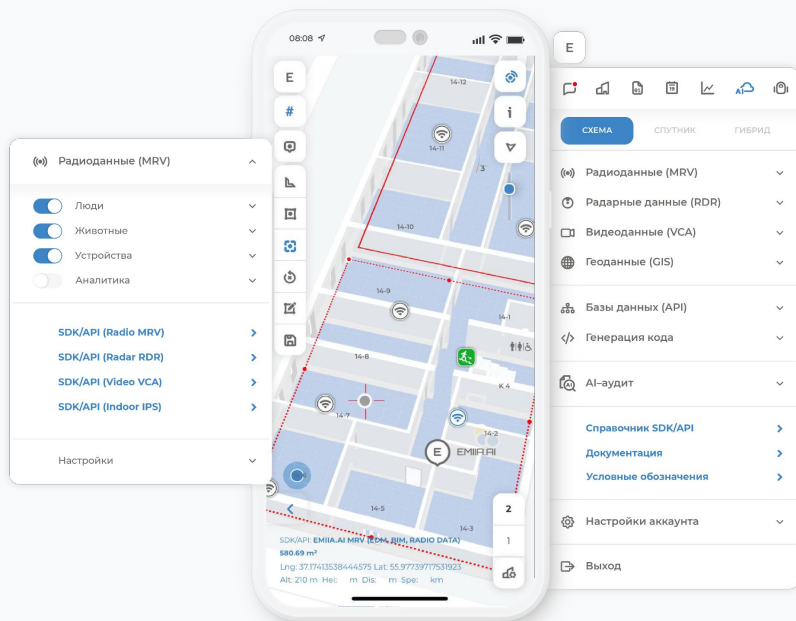 Радиоданные (MRV)
Люди
Животные
Устройства
Аналитика
SDK/API (Radio MRV)
SDK/API (Radar RDR)
SDK/API (Video VCA)
SDK/API (Indoor IPS)
Настройки
08:08
E
#
i
14-12
14-11
3
14-10
14-9
14-1
14-8
K 4
14-7
14-2
E EMIIA.AI
14-5
14-3
2
1
SDK/API: EMIIA.AI MRV (EDM, BIM, RADIO DATA)
580.69 m²
Lng: 37.17413538444575 Lat: 55.97739717531923
Alt: 210 m Hei: m Dis: m Spe: km
E
01
19
AI
СХЕМА СПУТНИК ГИБРИД
Радиоданные (MRV)
Радарные данные (RDR)
Видеоданные (VCA)
Геоданные (GIS)
Базы данных (API)
Генерация кода
AI
AI–аудит
Справочник SDK/API
Документация
Условные обозначения
Настройки аккаунта
Выход